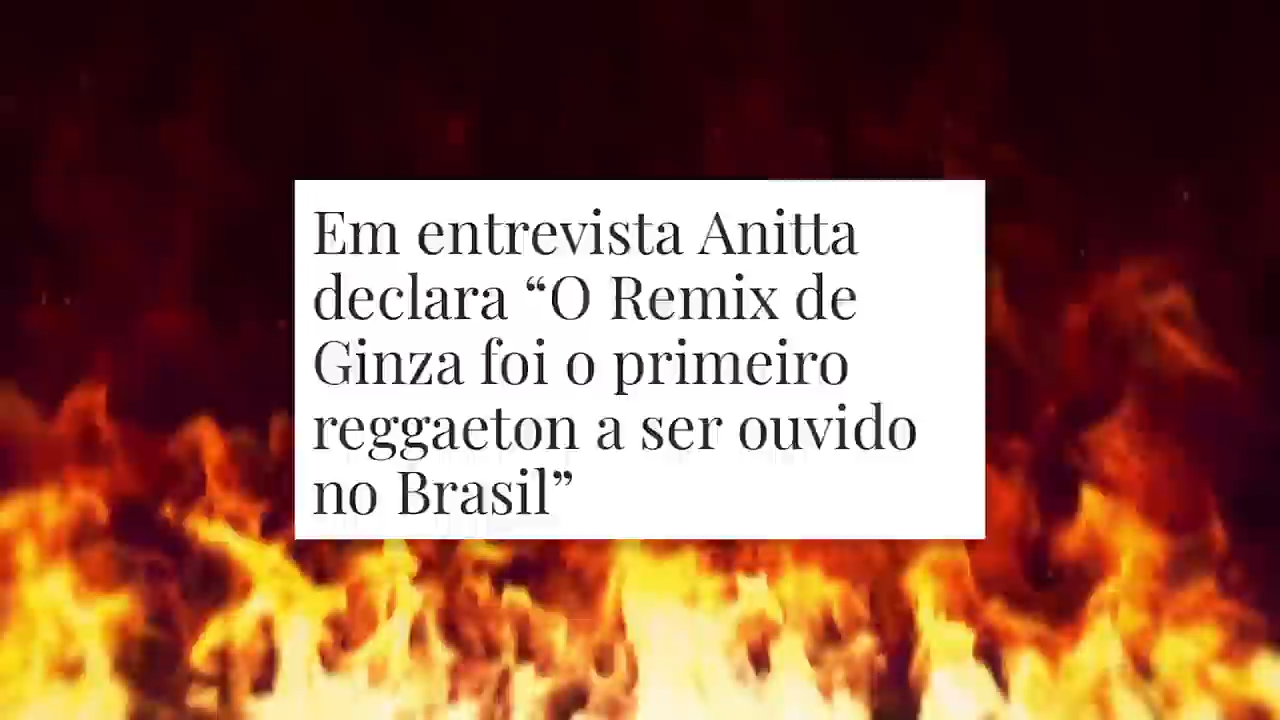 Em entrevista Anitta
declara “O Remix de
Ginza foi o primeiro
reggaeton a ser ouvido
no Brasil”